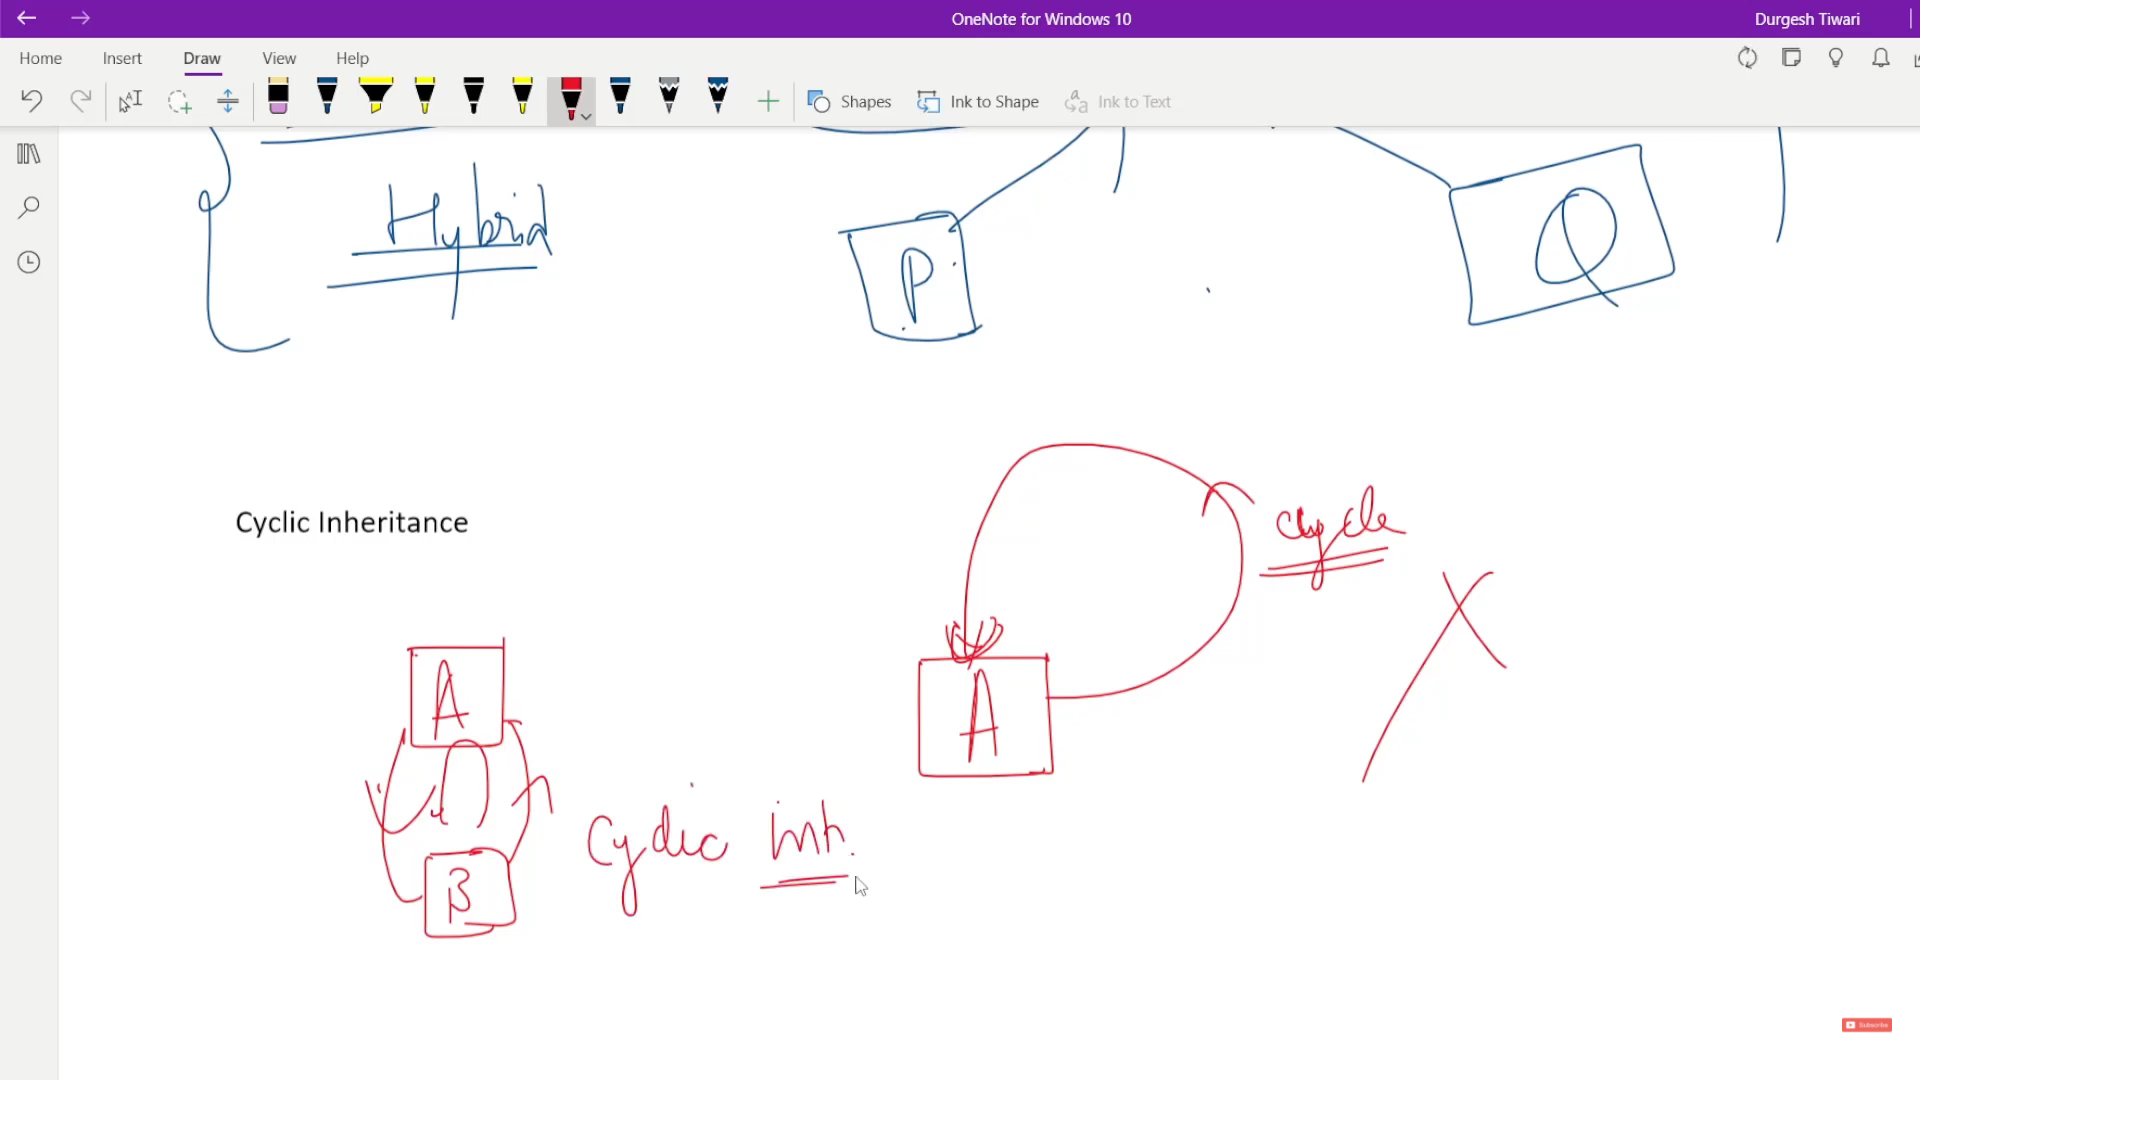 OneNote for Windows 10
Durgesh Tiwari
Home Insert Draw View Help
Shapes Ink to Shape Ink to Text
Hybrid
P
Q
Cycle
Cyclic Inheritance
A
A
Cyclic inh.
B
Subscribe